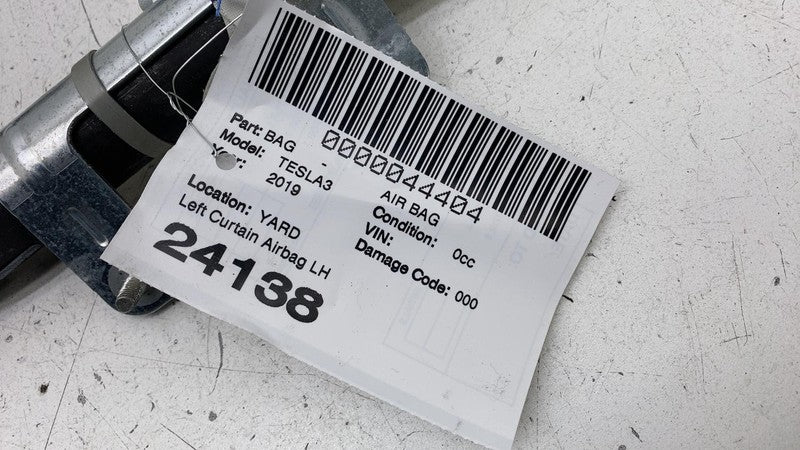 0000044404
Part: BAG - AIR BAG
Model: TESLA3 Condition: 0cc
Year: 2019 VIN:
Location: YARD Damage Code: 000
Left Curtain Airbag LH
24138